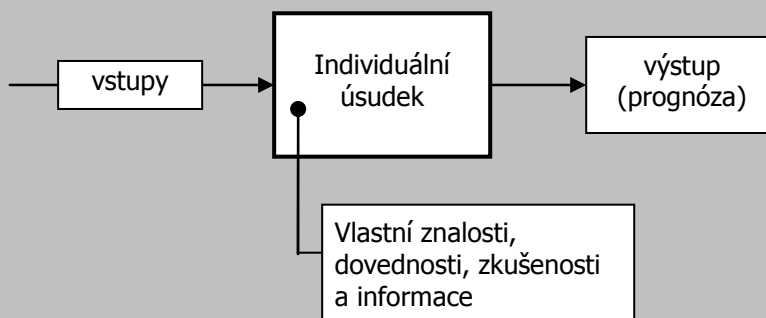 vstupy
Individuální
úsudek
výstup
(prognóza)
Vlastní znalosti,
dovednosti, zkušenosti
a informace